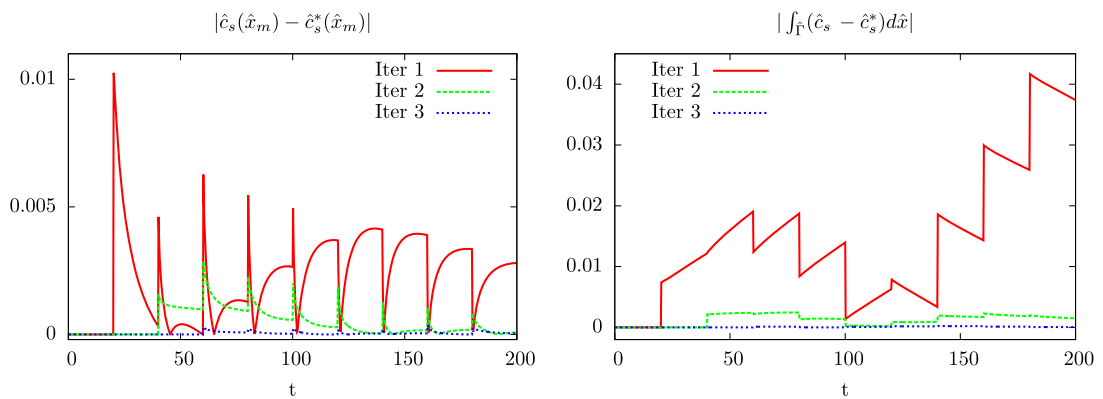 |ĉ_s(x̂_m) − ĉ*_s(x̂_m)|
0.01
0.005
0
Iter 1
Iter 2
Iter 3
0 50 100 150 200
t
|∫_Γ̂(ĉ_s − ĉ*_s)dx̂|
0.04
0.03
0.02
0.01
0
Iter 1
Iter 2
Iter 3
0 50 100 150 200
t